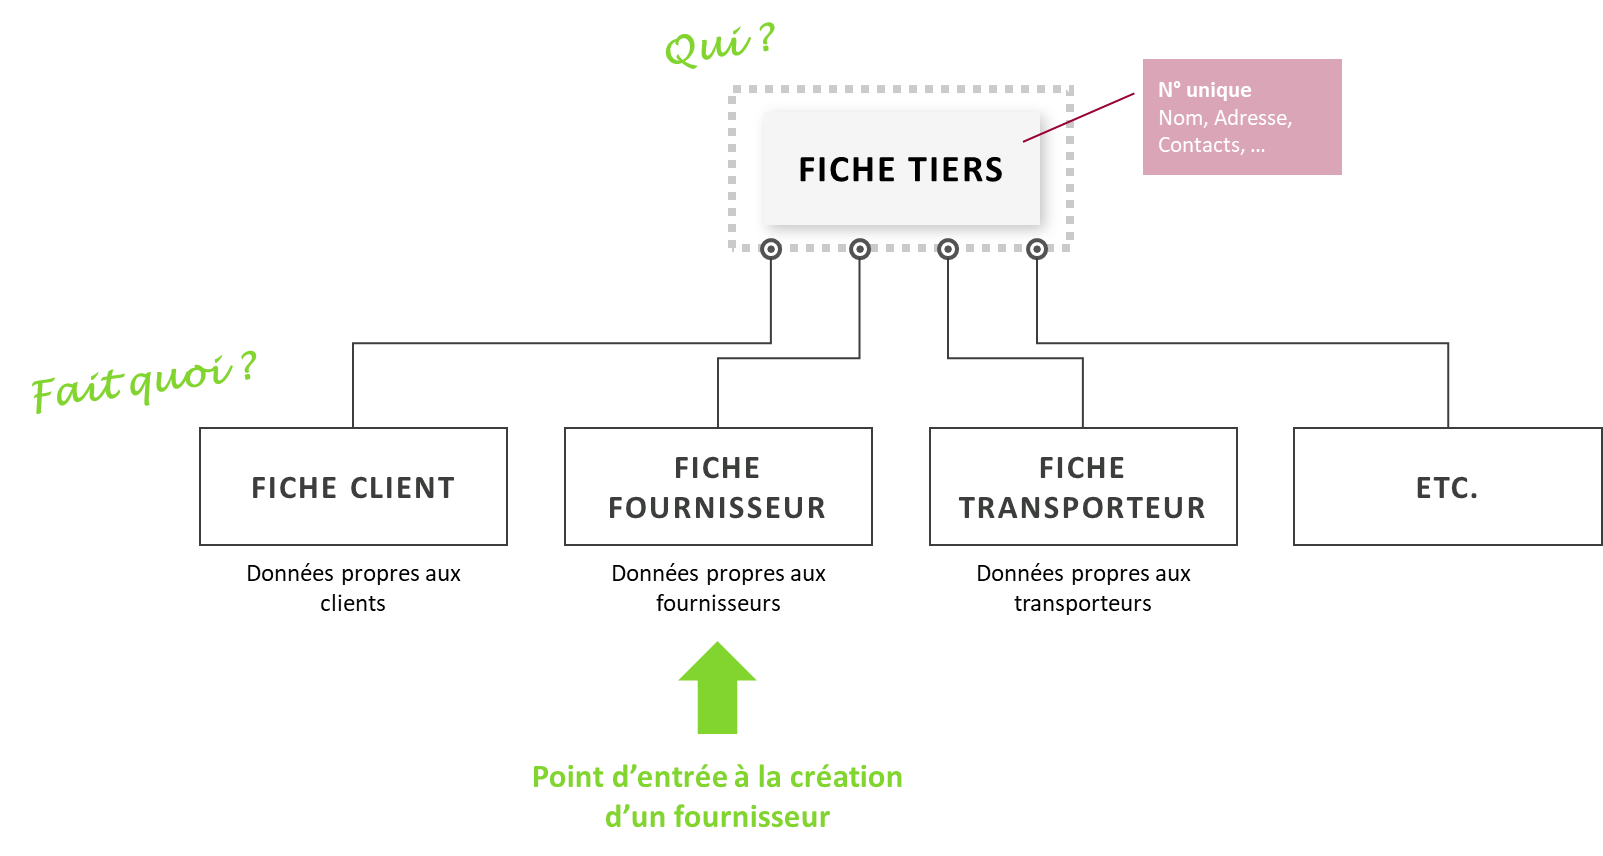 Qui ?
N° unique
Nom, Adresse,
Contacts, ...
FICHE TIERS
Fait quoi ?
FICHE CLIENT
Données propres aux
clients
FICHE
FOURNISSEUR
Données propres aux
fournisseurs
FICHE
TRANSPORTEUR
Données propres aux
transporteurs
ETC.
Point d’entrée à la création
d’un fournisseur